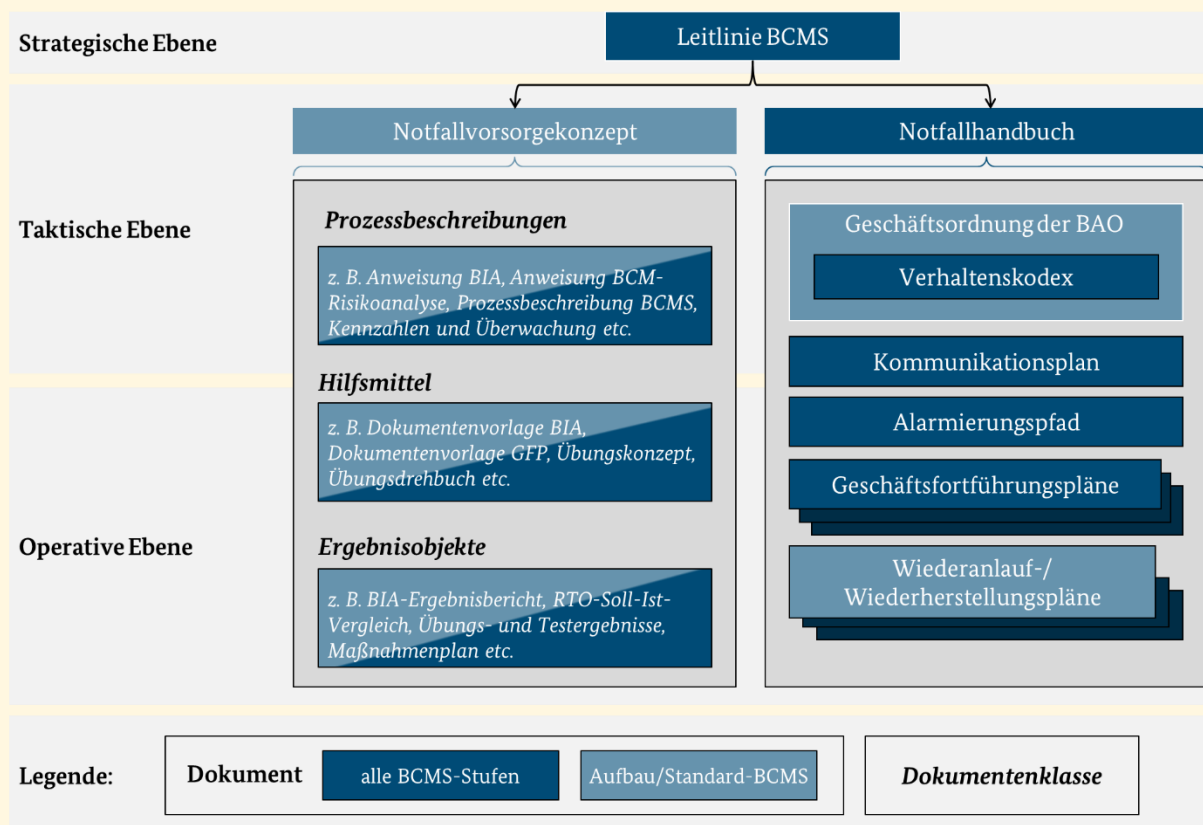 Strategische Ebene
Leitlinie BCMS
Taktische Ebene
Notfallvorsorgekonzept
Prozessbeschreibungen
z. B. Anweisung BIA, Anweisung BCM-
Risikoanalyse, Prozessbeschreibung BCMS,
Kennzahlen und Überwachung etc.
Hilfsmittel
z. B. Dokumentenvorlage BIA,
Dokumentenvorlage GFP, Übungskonzept,
Übungsdrehbuch etc.
Operative Ebene
Ergebnisobjekte
z. B. BIA-Ergebnisbericht, RTO-Soll-Ist-
Vergleich, Übungs- und Testergebnisse,
Maßnahmenplan etc.
Notfallhandbuch
Geschäftsordnung der BAO
Verhaltenskodex
Kommunikationsplan
Alarmierungspfad
Geschäftsfortführungspläne
Wiederanlauf-/
Wiederherstellungspläne
Legende:
Dokument
alle BCMS-Stufen
Aufbau/Standard-BCMS
Dokumentenklasse